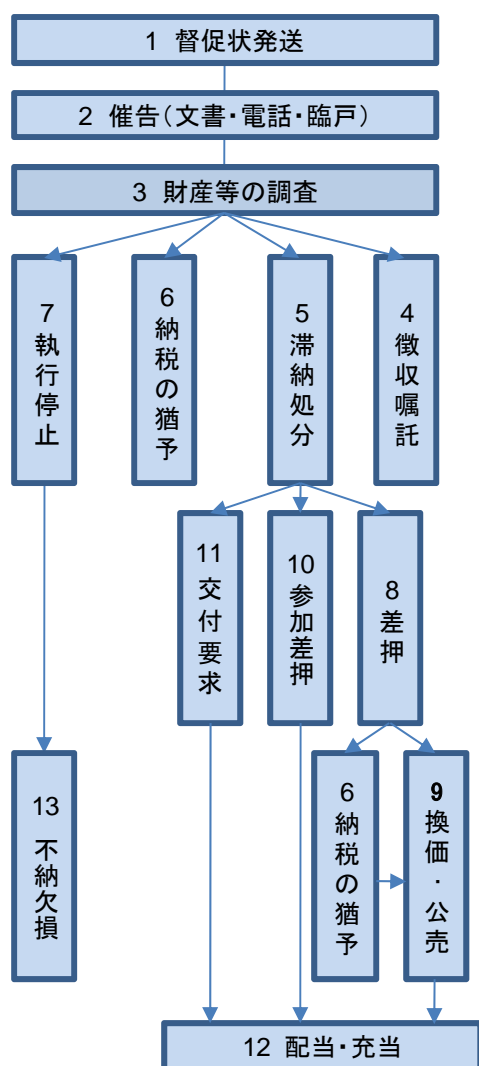 1 督促状発送
2 催告(文書・電話・臨戸)
3 財産等の調査
7 執行停止
6 納税の猶予
5 滞納処分
4 徴収嘱託
11 交付要求
10 参加差押
8 差押
13 不納欠損
6 納税の猶予
9 換価・公売
12 配当・充当